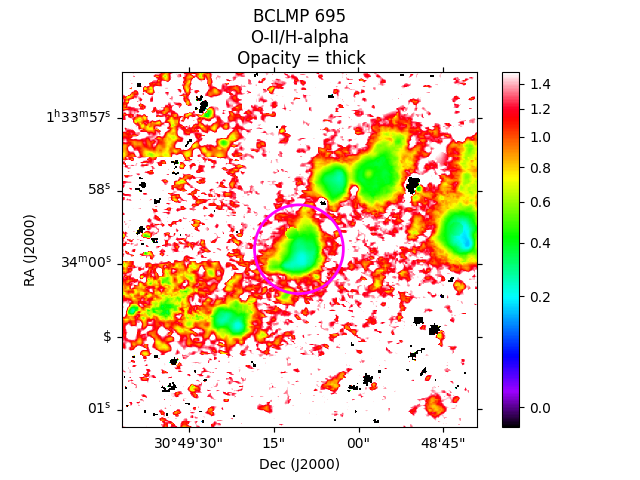 BCLMP 695
O-II/H-alpha
Opacity = thick
1ʰ33ᵐ57ˢ
58ˢ
34ᵐ00ˢ
$
01ˢ
RA (J2000)
30°49'30" 15" 00" 48'45"
Dec (J2000)
1.4
1.2
1.0
0.8
0.6
0.4
0.2
0.0